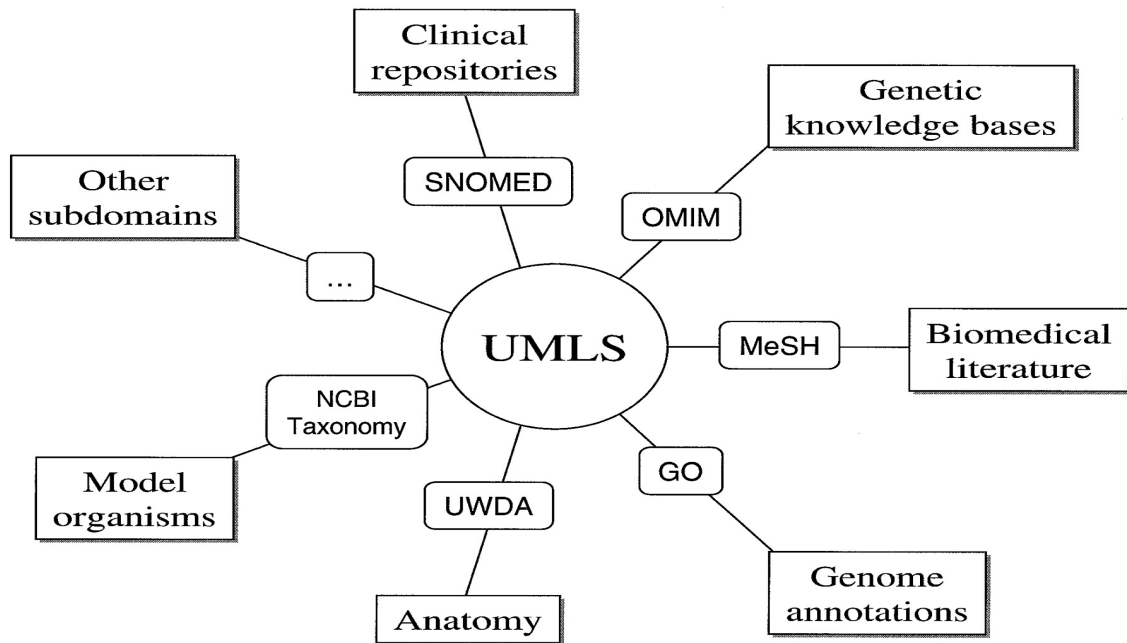 Clinical
repositories
Genetic
knowledge bases
SNOMED
Other
subdomains
OMIM
...
UMLS
MeSH
Biomedical
literature
NCBI
Taxonomy
GO
Model
organisms
UWDA
Genome
annotations
Anatomy